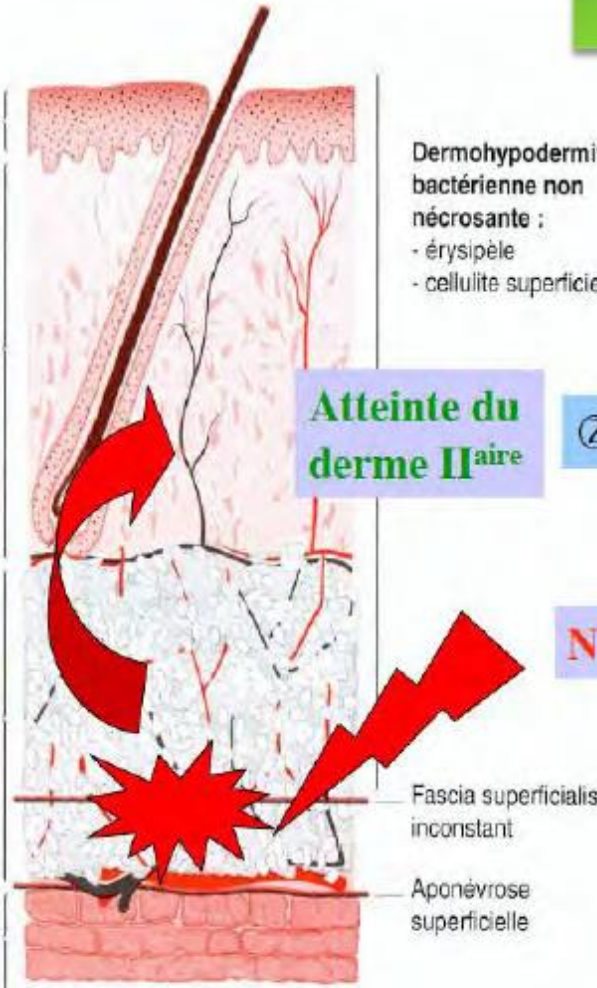 Dermohypodermi
bactérienne non
nécrosante :
- érysipèle
- cellulite superficie
Atteinte du
derme IIaire
N
Fascia superficialis
inconstant
Aponévrose
superficielle